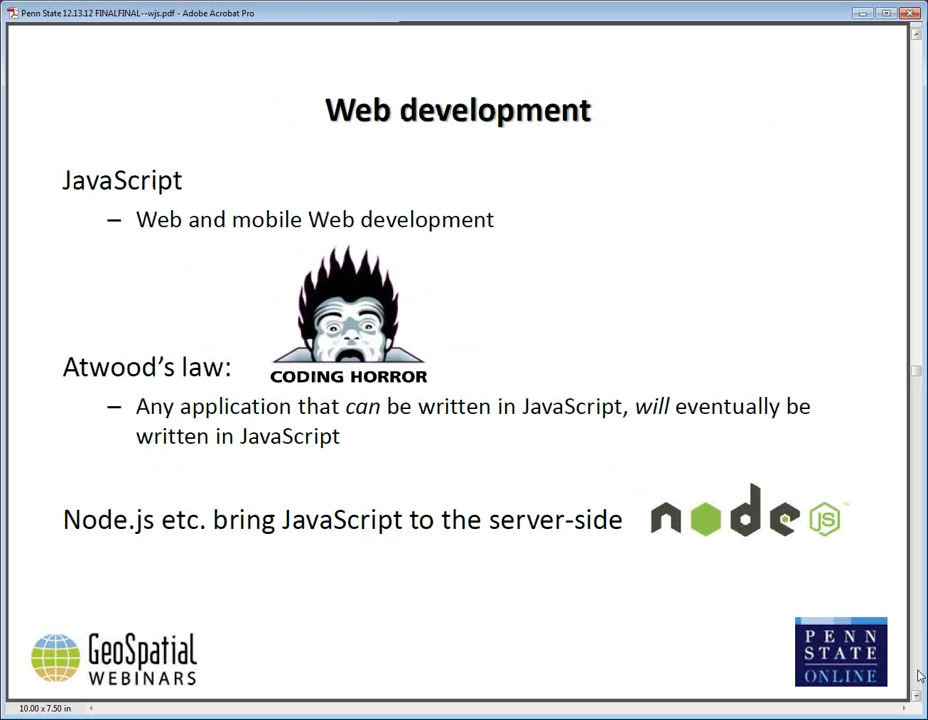 Penn State 12.13.12 FINALFINAL--wjs.pdf - Adobe Acrobat Pro
Web development
JavaScript
– Web and mobile Web development
CODING HORROR
Atwood’s law:
– Any application that can be written in JavaScript, will eventually be
written in JavaScript
Node.js etc. bring JavaScript to the server-side
node JS ™
GeoSpatial
WEBINARS
PENN
STATE
ONLINE
10.00 x 7.50 in